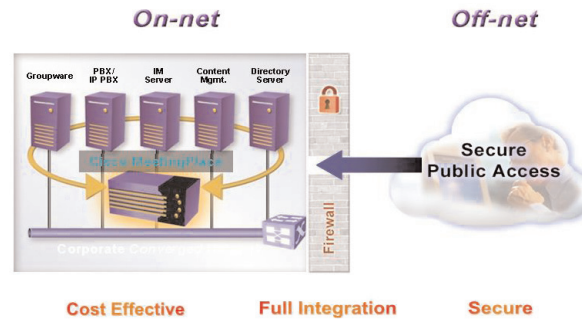 On-net
Off-net
Groupware
PBX/
IP PBX
IM
Server
Content
Mgmt.
Directory
Server
Cisco MeetingPlace
Secure
Public Access
Firewall
Corporate
Cost Effective
Full Integration
Secure